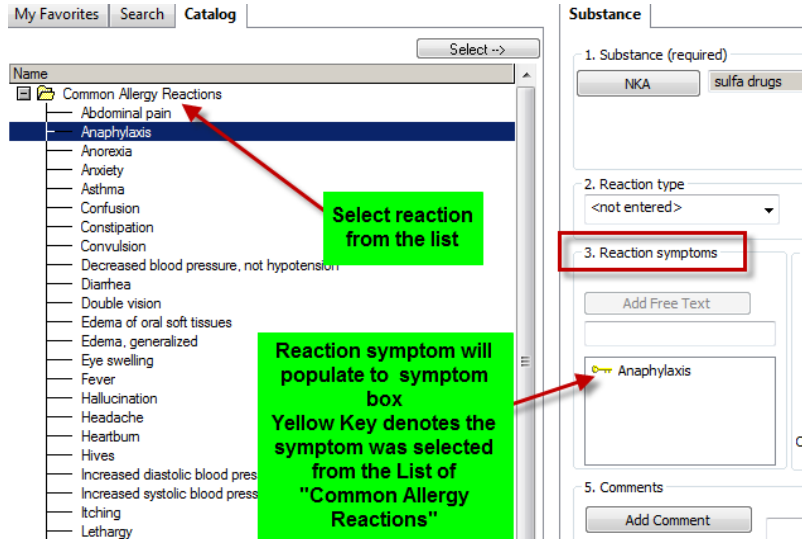 My Favorites Search Catalog
Select -->
Name
Common Allergy Reactions
Abdominal pain
Anaphylaxis
Anorexia
Anxiety
Asthma
Confusion
Constipation
Convulsion
Decreased blood pressure, not hypotension
Diarrhea
Double vision
Edema of oral soft tissues
Edema, generalized
Eye swelling
Fever
Hallucination
Headache
Heartburn
Hives
Increased diastolic blood pres
Increased systolic blood press
Itching
Lethargy
Select reaction
from the list
Reaction symptom will
populate to symptom
box
Yellow Key denotes the
symptom was selected
from the List of
"Common Allergy
Reactions"
Substance
1. Substance (required)
NKA sulfa drugs
2. Reaction type
<not entered>
3. Reaction symptoms
Add Free Text
Anaphylaxis
5. Comments
Add Comment